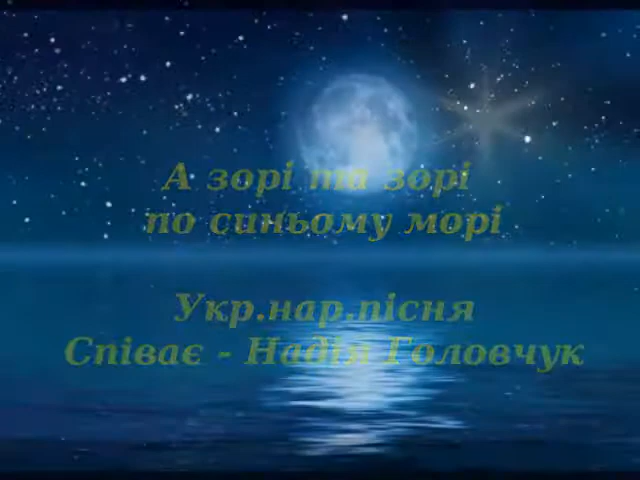 А зорі та зорі
по синьому морі
Укр.нар.пісня
Співає - Надія Головчук